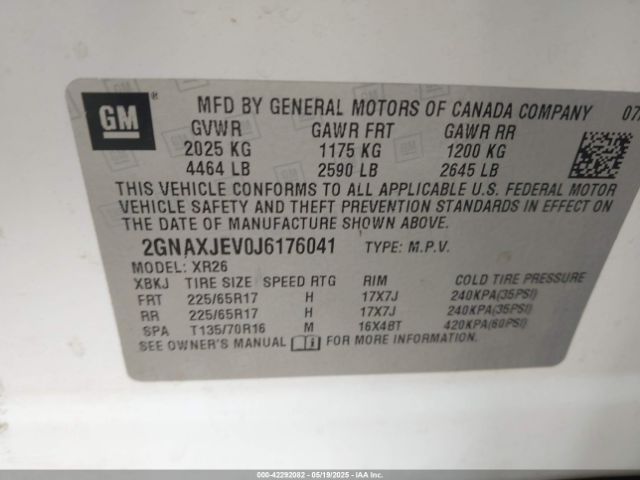 GM ®
MFD BY GENERAL MOTORS OF CANADA COMPANY 07/
GVWR GAWR FRT GAWR RR
2025 KG 1175 KG 1200 KG
4464 LB 2590 LB 2645 LB
THIS VEHICLE CONFORMS TO ALL APPLICABLE U.S. FEDERAL MOTOR
VEHICLE SAFETY AND THEFT PREVENTION STANDARDS IN EFFECT ON
THE DATE OF MANUFACTURE SHOWN ABOVE.
2GNAXJEV0J6176041 TYPE: M.P.V.
MODEL: XR26
XBKJ TIRE SIZE SPEED RTG RIM COLD TIRE PRESSURE
FRT 225/65R17 H 17X7J 240KPA(35PSI)
RR 225/65R17 H 17X7J 240KPA(35PSI)
SPA T135/70R16 M 16X4BT 420KPA(60PSI)
SEE OWNER'S MANUAL FOR MORE INFORMATION.
000-42292082 - 05/19/2025 - IAA, Inc.